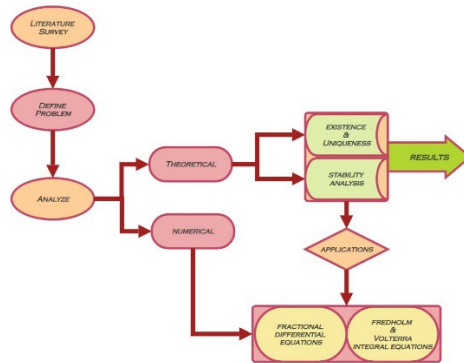 LITERATURE
SURVEY
DEFINE
PROBLEM
ANALYZE
THEORETICAL
NUMERICAL
EXISTENCE
&
UNIQUENESS
STABILITY
ANALYSIS
RESULTS
APPLICATIONS
FRACTIONAL
DIFFERENTIAL
EQUATIONS
FREDHOLM
&
VOLTERRA
INTEGRAL EQUATIONS